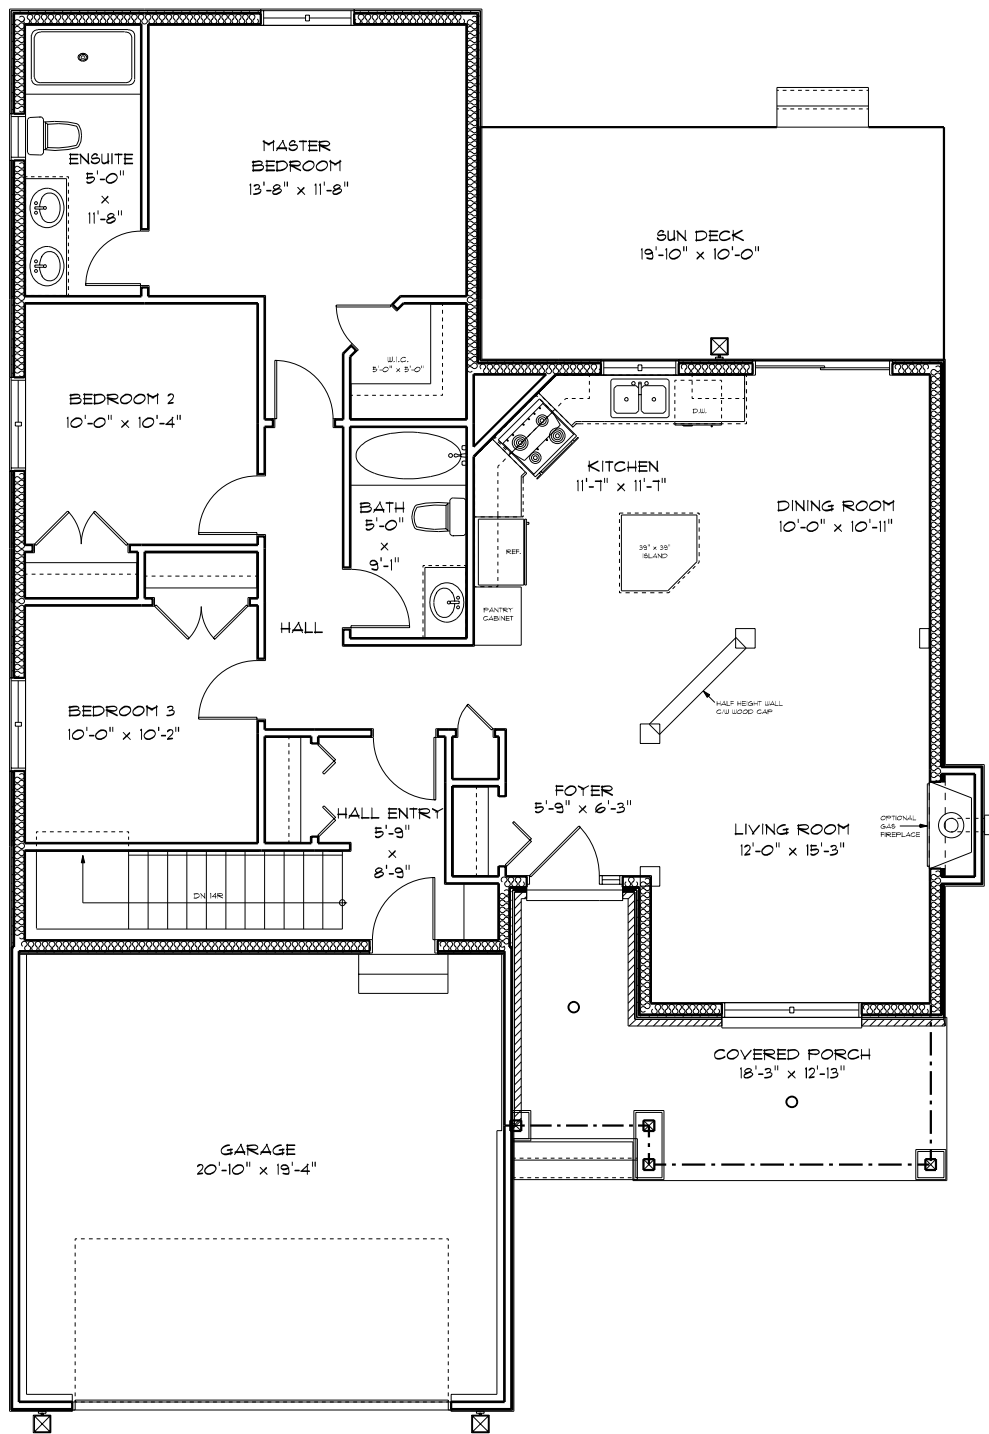 MASTER
BEDROOM
13'-8" x 11'-8"
ENSUITE
5'-0"
x
11'-8"
SUN DECK
19'-10" x 10'-0"
W.I.C.
5'-0" x 5'-0"
BEDROOM 2
10'-0" x 10'-4"
D.W.
KITCHEN
11'-7" x 11'-7"
DINING ROOM
10'-0" x 10'-11"
BATH
5'-0"
x
9'-1"
REF.
39" x 39"
ISLAND
PANTRY
CABINET
HALL
BEDROOM 3
10'-0" x 10'-2"
HALF HEIGHT WALL
C/W WOOD CAP
FOYER
5'-9" x 6'-3"
HALL ENTRY
5'-9"
x
8'-9"
LIVING ROOM
12'-0" x 15'-3"
OPTIONAL
GAS
FIREPLACE
DN 14R
COVERED PORCH
18'-3" x 12'-13"
GARAGE
20'-10" x 19'-4"